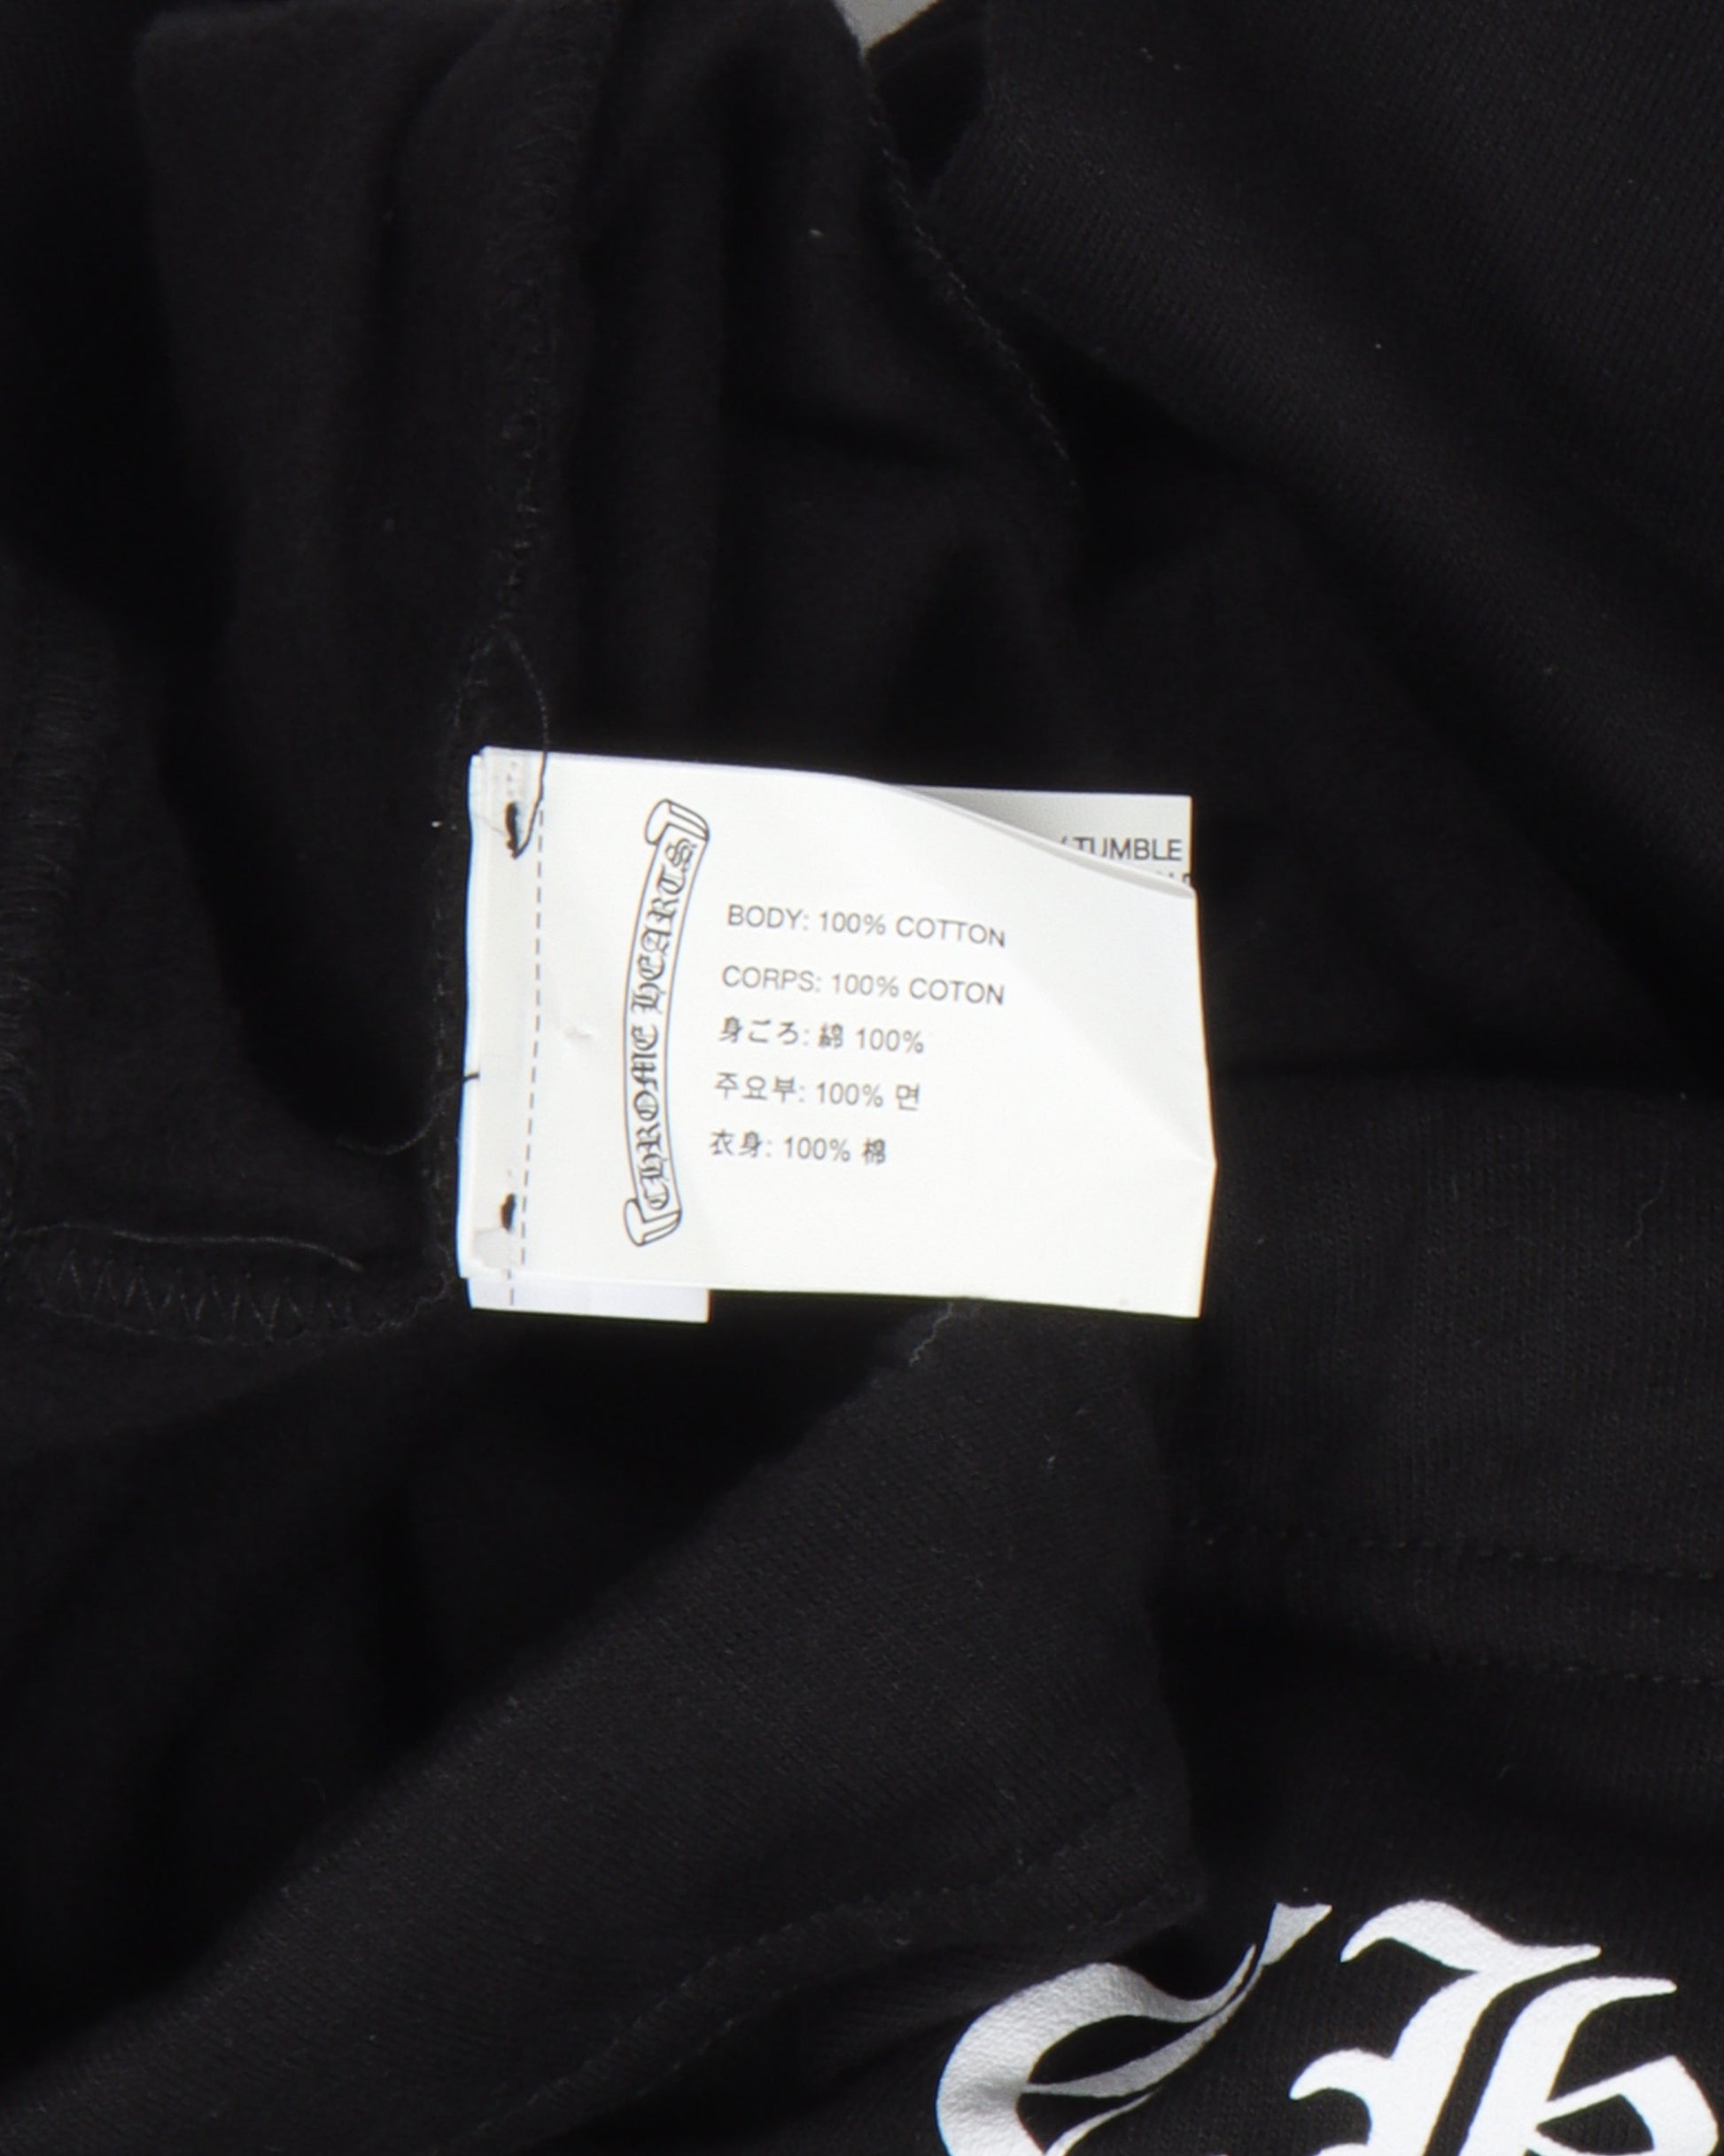 CHROME HEARTS
(TUMBLE
BODY: 100% COTTON
CORPS: 100% COTON
身ごろ: 綿 100%
주요부: 100% 면
衣身: 100% 棉
Ch